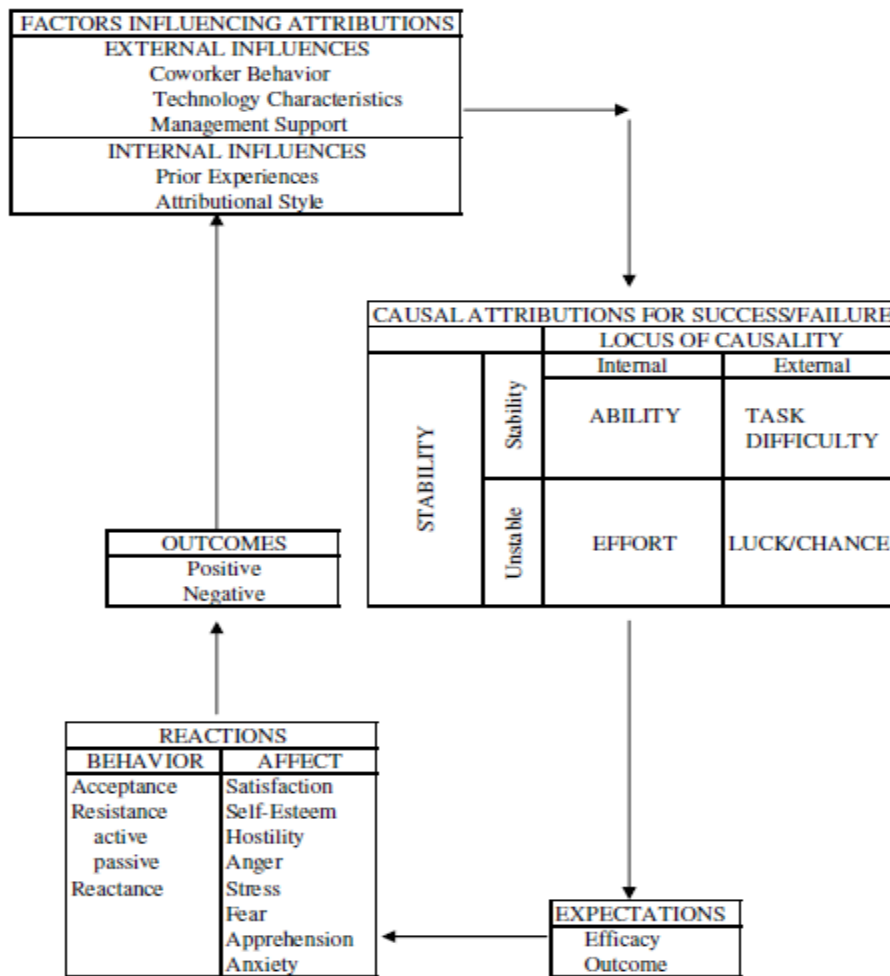 FACTORS INFLUENCING ATTRIBUTIONS
EXTERNAL INFLUENCES
Coworker Behavior
Technology Characteristics
Management Support
INTERNAL INFLUENCES
Prior Experiences
Attributional Style
CAUSAL ATTRIBUTIONS FOR SUCCESS/FAILURE
LOCUS OF CAUSALITY
Internal External
STABILITY
Stability
ABILITY
TASK
DIFFICULTY
Unstable
EFFORT
LUCK/CHANCE
OUTCOMES
Positive
Negative
REACTIONS
BEHAVIOR AFFECT
Acceptance Satisfaction
Resistance Self-Esteem
active Hostility
passive Anger
Reactance Stress
Fear
Apprehension
Anxiety
EXPECTATIONS
Efficacy
Outcome